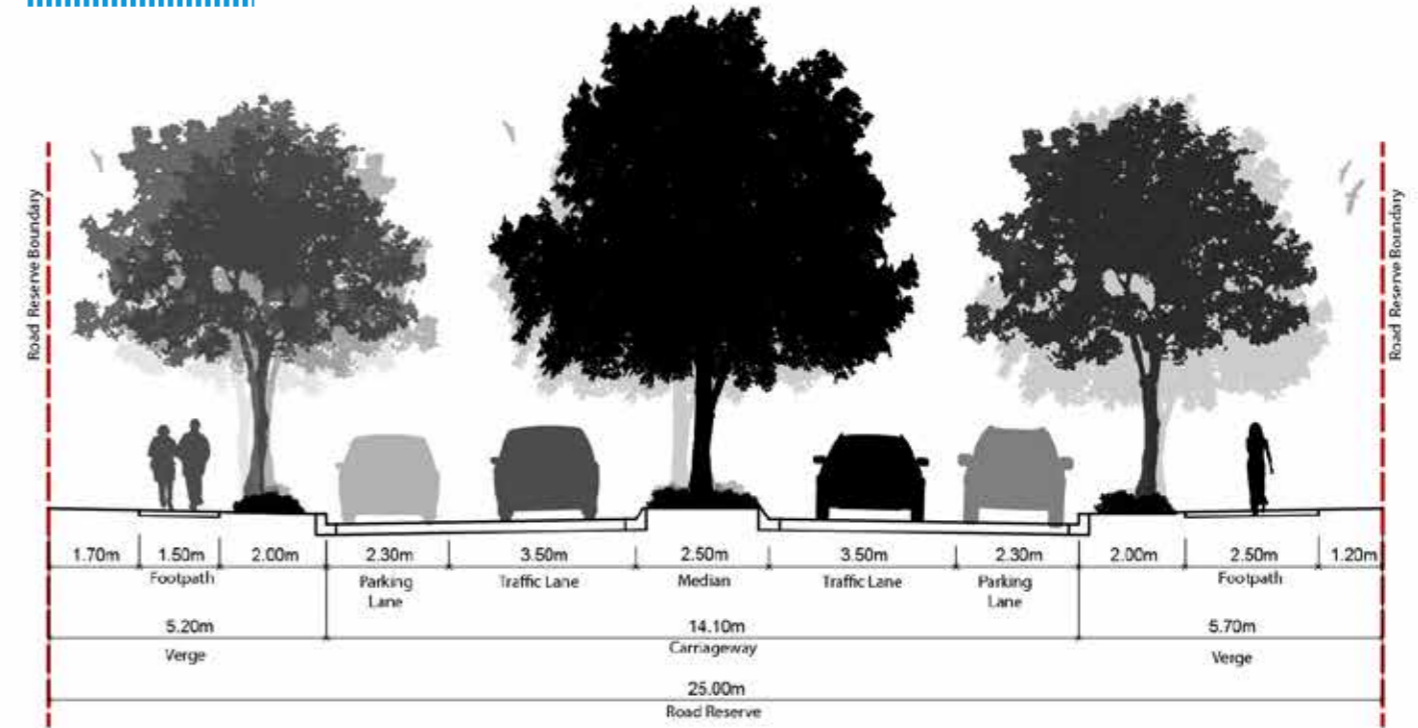 Road Reserve Boundary
Road Reserve Boundary
1.70m 1.50m 2.00m 2.30m 3.50m 2.50m 3.50m 2.30m 2.00m 2.50m 1.20m
Footpath Parking Traffic Lane Median Traffic Lane Parking Footpath
Lane Lane
5.20m 14.10m 5.70m
Verge Carriageway Verge
25.00m
Road Reserve